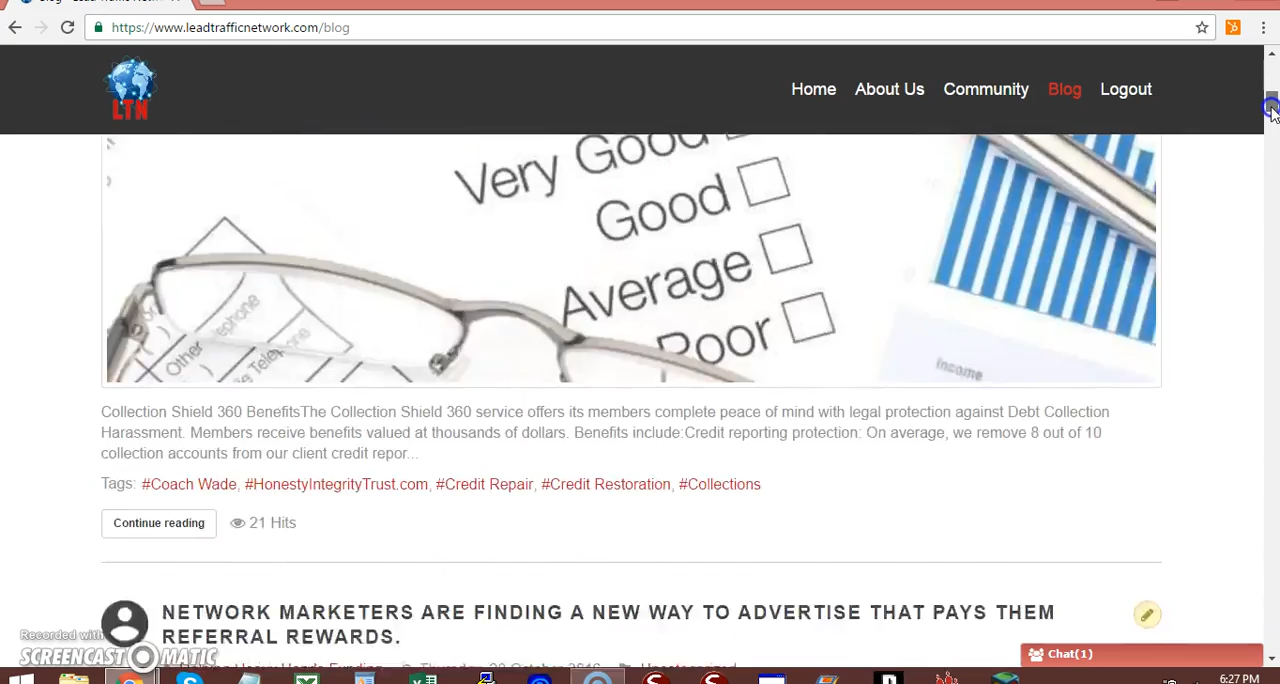 https://www.leadtrafficnetwork.com/blog
LTN
Home About Us Community Blog Logout
Very Good
Good
Average
Poor
Other
Telephone
Income
Collection Shield 360 BenefitsThe Collection Shield 360 service offers its members complete peace of mind with legal protection against Debt Collection
Harassment. Members receive benefits valued at thousands of dollars. Benefits include:Credit reporting protection: On average, we remove 8 out of 10
collection accounts from our client credit repor...
Tags: #Coach Wade, #HonestyIntegrityTrust.com, #Credit Repair, #Credit Restoration, #Collections
Continue reading 21 Hits
NETWORK MARKETERS ARE FINDING A NEW WAY TO ADVERTISE THAT PAYS THEM
REFERRAL REWARDS.
Recorded with
SCREENCAST MATIC
Chat(1)
6:27 PM